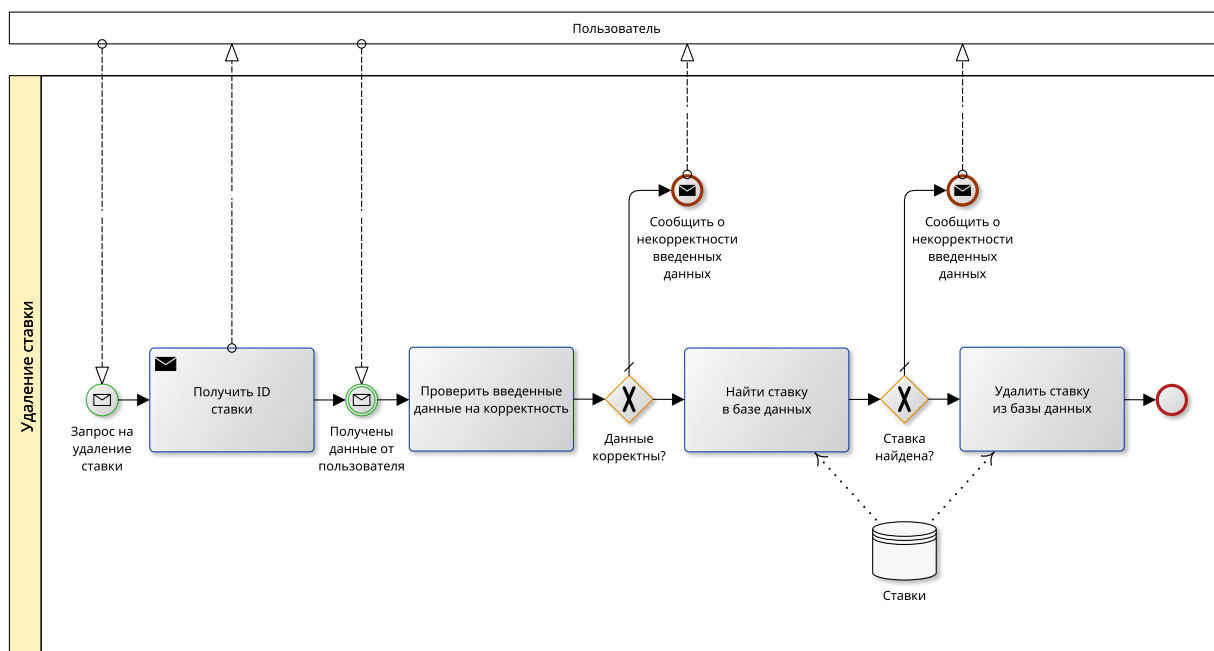 Пользователь
Удаление ставки
Запрос на
удаление
ставки
Получить ID
ставки
Получены
данные от
пользователя
Проверить введенные
данные на корректность
Данные
корректны?
Сообщить о
некорректности
введенных
данных
Найти ставку
в базе данных
Ставка
найдена?
Сообщить о
некорректности
введенных
данных
Удалить ставку
из базы данных
Ставки